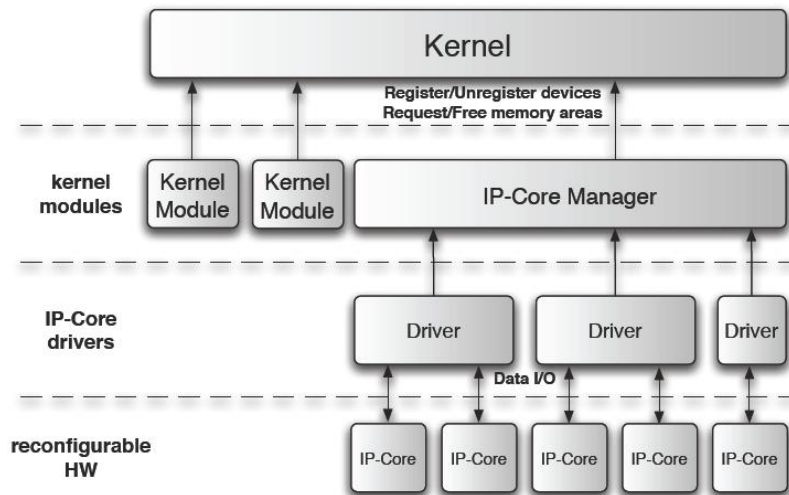 Kernel
Register/Unregister devices
Request/Free memory areas
kernel
modules
Kernel
Module
Kernel
Module
IP-Core Manager
IP-Core
drivers
Driver
Driver
Driver
Data I/O
reconfigurable
HW
IP-Core
IP-Core
IP-Core
IP-Core
IP-Core